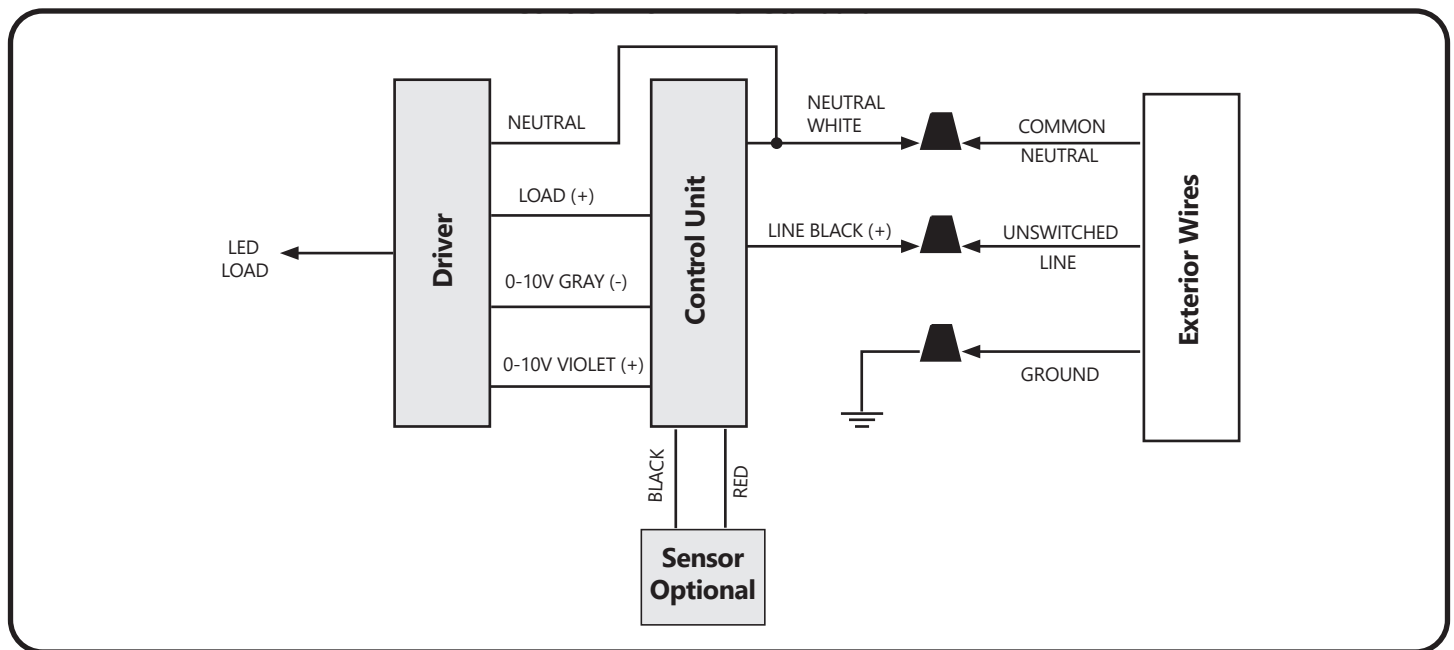 NEUTRAL
LOAD (+)
0-10V GRAY (-)
0-10V VIOLET (+)
LED
LOAD
Driver
Control Unit
NEUTRAL
WHITE
LINE BLACK (+)
COMMON
NEUTRAL
UNSWITCHED
LINE
GROUND
Exterior Wires
BLACK
RED
Sensor
Optional